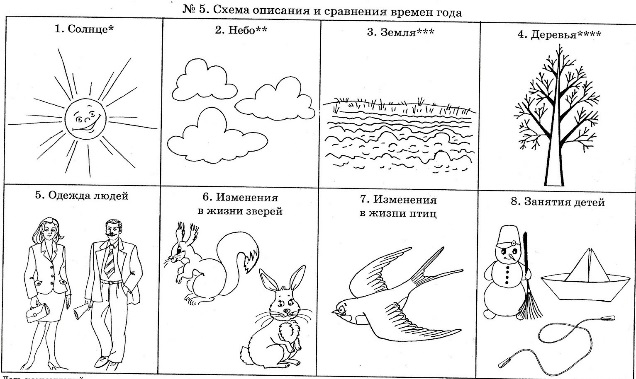 № 5. Схема описания и сравнения времен года
1. Солнце*
2. Небо**
3. Земля***
4. Деревья****
5. Одежда людей
6. Изменения
в жизни зверей
7. Изменения
в жизни птиц
8. Занятия детей